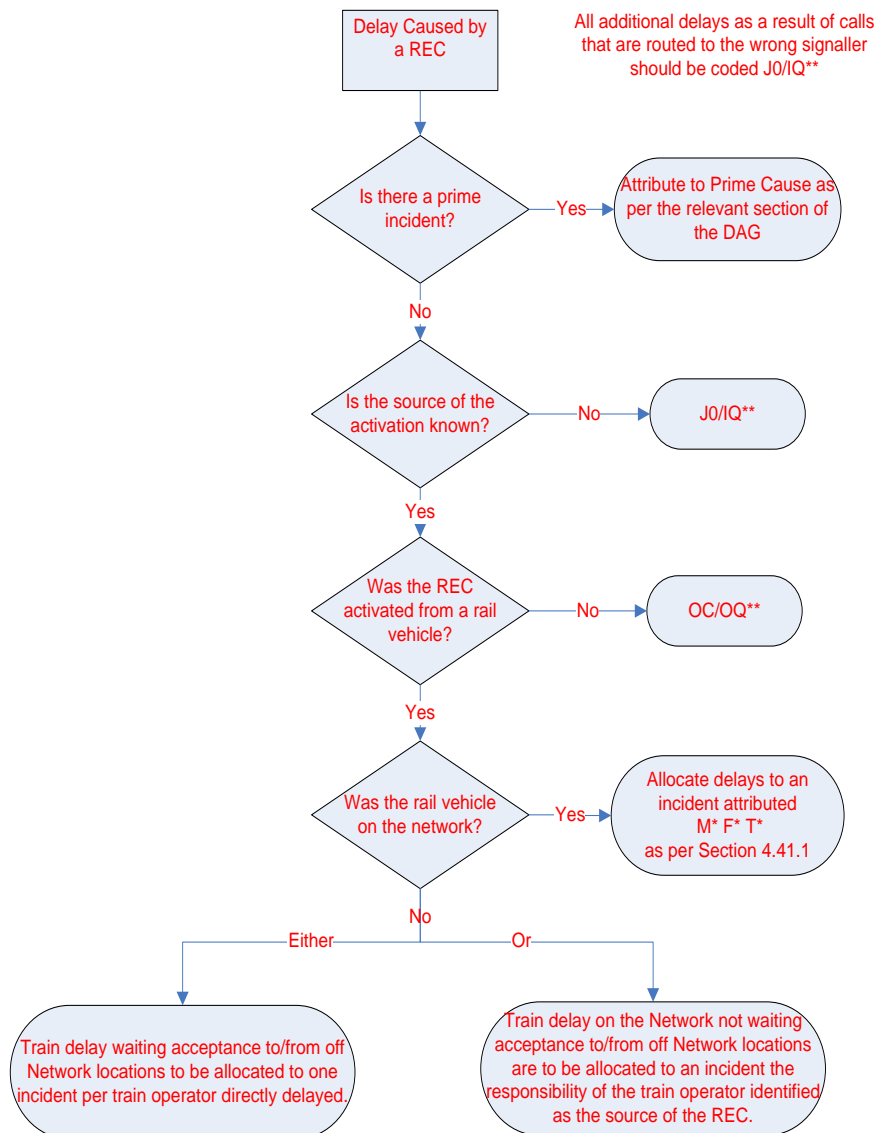 Delay Caused by
a REC
All additional delays as a result of calls
that are routed to the wrong signaller
should be coded J0/IQ**
Is there a prime
incident?
Yes
Attribute to Prime Cause as
per the relevant section of
the DAG
No
Is the source of the
activation known?
No
J0/IQ**
Yes
Was the REC
activated from a rail
vehicle?
No
OC/OQ**
Yes
Was the rail vehicle
on the network?
Yes
Allocate delays to an
incident attributed
M* F* T*
as per Section 4.41.1
No
Either
Or
Train delay waiting acceptance to/from off
Network locations to be allocated to one
incident per train operator directly delayed.
Train delay on the Network not waiting
acceptance to/from off Network locations
are to be allocated to an incident the
responsibility of the train operator identified
as the source of the REC.